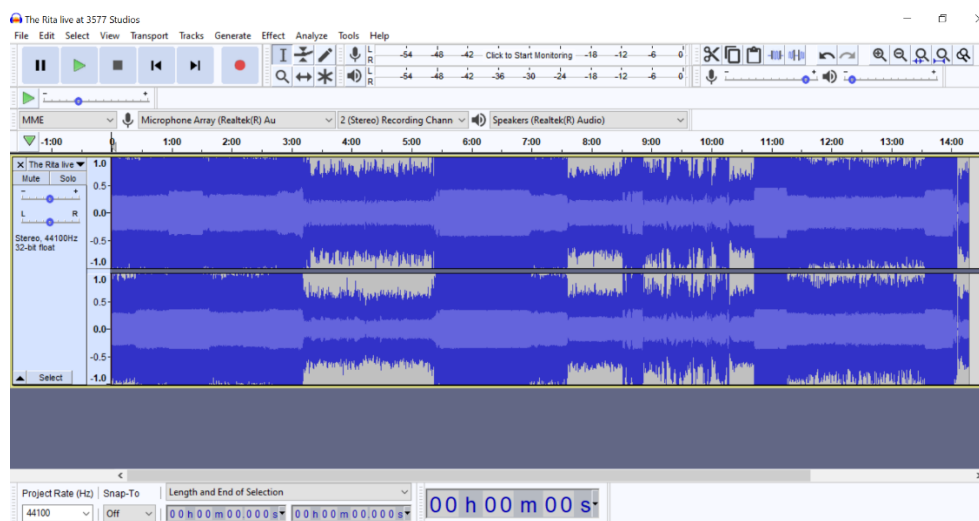 The Rita live at 3577 Studios
File Edit Select View Transport Tracks Generate Effect Analyze Tools Help
L
R
-54 -48 -42 Click to Start Monitoring -18 -12 -6 0
L
R
-54 -48 -42 -36 -30 -24 -18 -12 -6 0
- +
- +
- +
MME
Microphone Array (Realtek(R) Au
2 (Stereo) Recording Chann
Speakers (Realtek(R) Audio)
-1:00 0 1:00 2:00 3:00 4:00 5:00 6:00 7:00 8:00 9:00 10:00 11:00 12:00 13:00 14:00
The Rita live
Mute Solo
- +
L R
Stereo, 44100Hz
32-bit float
Select
1.0
0.5
0.0
-0.5
-1.0
1.0
0.5
0.0
-0.5
-1.0
Project Rate (Hz) Snap-To Length and End of Selection
44100 Off 00 h 00 m 00.000 s 00 h 00 m 00.000 s
00 h 00 m 00 s